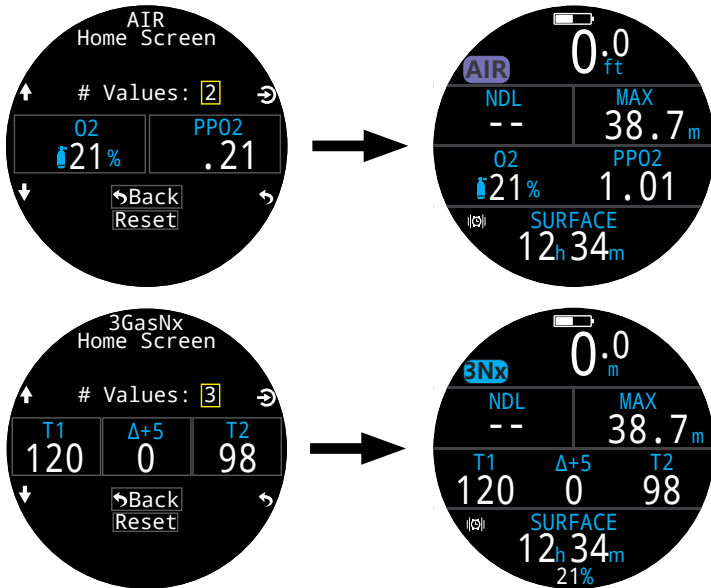 AIR
Home Screen
# Values: 2
O2 PPO2
21% .21
Back
Reset
0.0
ft
AIR
NDL MAX
-- 38.7m
O2 PPO2
21% 1.01
SURFACE
12h34m
3GasNx
Home Screen
# Values: 3
T1 Δ+5 T2
120 0 98
Back
Reset
0.0
m
3Nx
NDL MAX
-- 38.7m
T1 Δ+5 T2
120 0 98
SURFACE
12h34m
21%